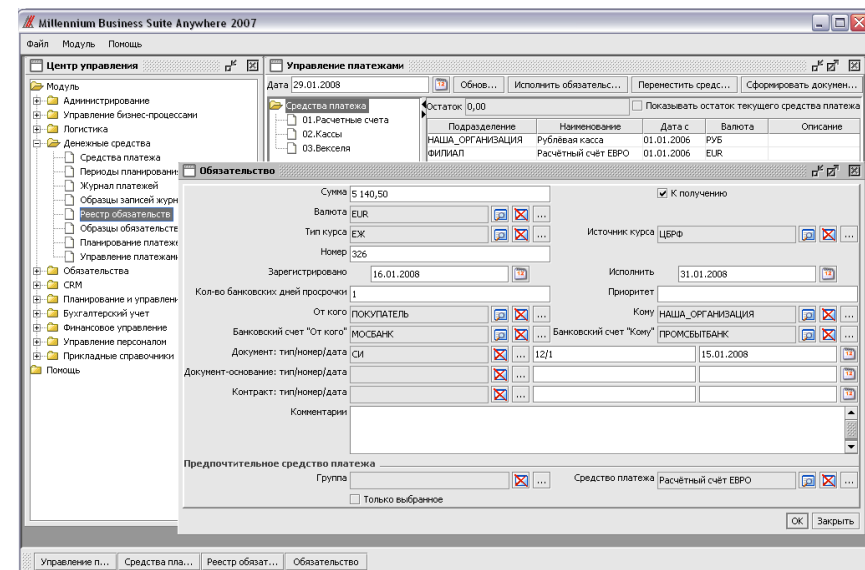 Millennium Business Suite Anywhere 2007
Файл Модуль Помощь
Центр управления
Модуль
Администрирование
Управление бизнес-процессами
Логистика
Денежные средства
Средства платежа
Периоды планировани
Журнал платежей
Образцы записей журн
Реестр обязательств
Образцы обязательств
Планирование платеже
Управление платежами
Обязательства
CRM
Планирование и управлени
Бухгалтерский учет
Финансовое управление
Управление персоналом
Прикладные справочники
Помощь
Управление платежами
Дата 29.01.2008 12 Обнов... Исполнить обязательс... Переместить средс... Сформировать докумен...
Средства платежа
01.Расчетные счета
02.Кассы
03.Векселя
Остаток 0,00 Показывать остаток текущего средства платежа
Подразделение Наименование Дата с Валюта Описание
НАША_ОРГАНИЗАЦИЯ Рублёвая касса 01.01.2006 РУБ
ФИЛИАЛ Расчётный счёт ЕВРО 01.01.2006 EUR
Обязательство
Сумма 5 140,50 К получению
Валюта EUR ...
Тип курса ЕЖ ... Источник курса ЦБРФ ...
Номер 326
Зарегистрировано 16.01.2008 12 Исполнить 31.01.2008 12
Кол-во банковских дней просрочки 1 Приоритет
От кого ПОКУПАТЕЛЬ ... Кому НАША_ОРГАНИЗАЦИЯ ...
Банковский счет "От кого" МОСБАНК ... Банковский счет "Кому" ПРОМСБЫТБАНК ...
Документ: тип/номер/дата СИ ... 12/1 15.01.2008 12
Документ-основание: тип/номер/дата ... 12
Контракт: тип/номер/дата ... 12
Комментарии
Предпочтительное средство платежа
Группа ... Средство платежа Расчётный счёт ЕВРО ...
Только выбранное
OK Закрыть
Управление п... Средства пла... Реестр обязат... Обязательство